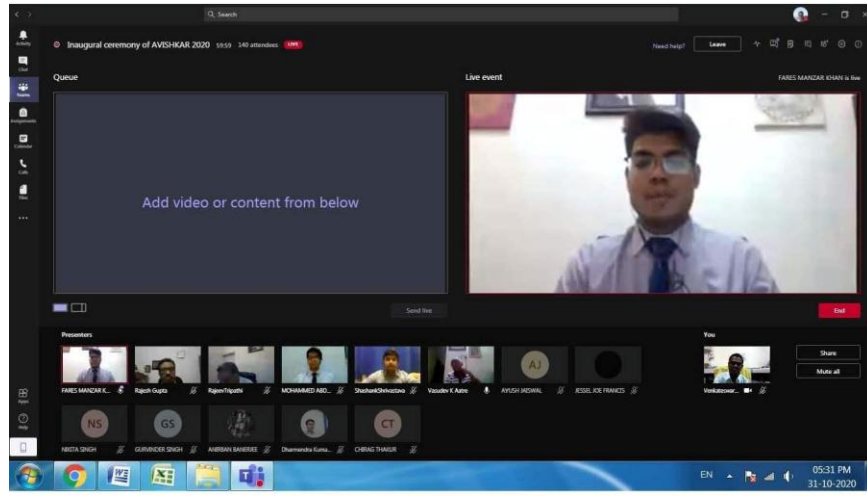 Search
Activity
Inaugural ceremony of AVISHKAR 2020 59:59 140 attendees LIVE
Need help? Leave
Chat
Queue
Live event
FARES MANZAR KHAN is live
Teams
Assignments
Calendar
Calls
Files
Add video or content from below
Send live
End
Presenters
You
FARES MANZAR K...
Rajesh Gupta
RajeevTripathi
MOHAMMED ABD...
ShashankShrivastava
Vasadev K Aatre
AJ
AYUSH JAISWAL
JESSEL JOE FRANCIS
Venkateswar...
Share
Mute all
Apps
Help
NS
NIKITA SINGH
GS
GURVINDER SINGH
ANIRBAN BANERJEE
Dharmendra Kuma...
CT
CHIRAG THAKUR
EN
05:31 PM
31-10-2020